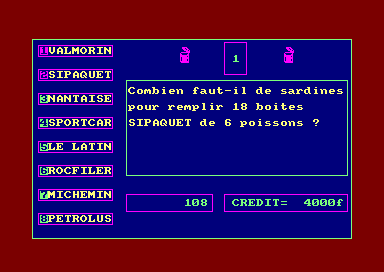 1VALMORIN
2SIPAQUET
3NANTAISE
4SPORTCAR
5LE LATIN
6ROCFILER
7MICHEMIN
8PETROLUS
1
Combien faut-il de sardines
pour remplir 18 boites
SIPAQUET de 6 poissons ?
108
CREDIT= 4000f